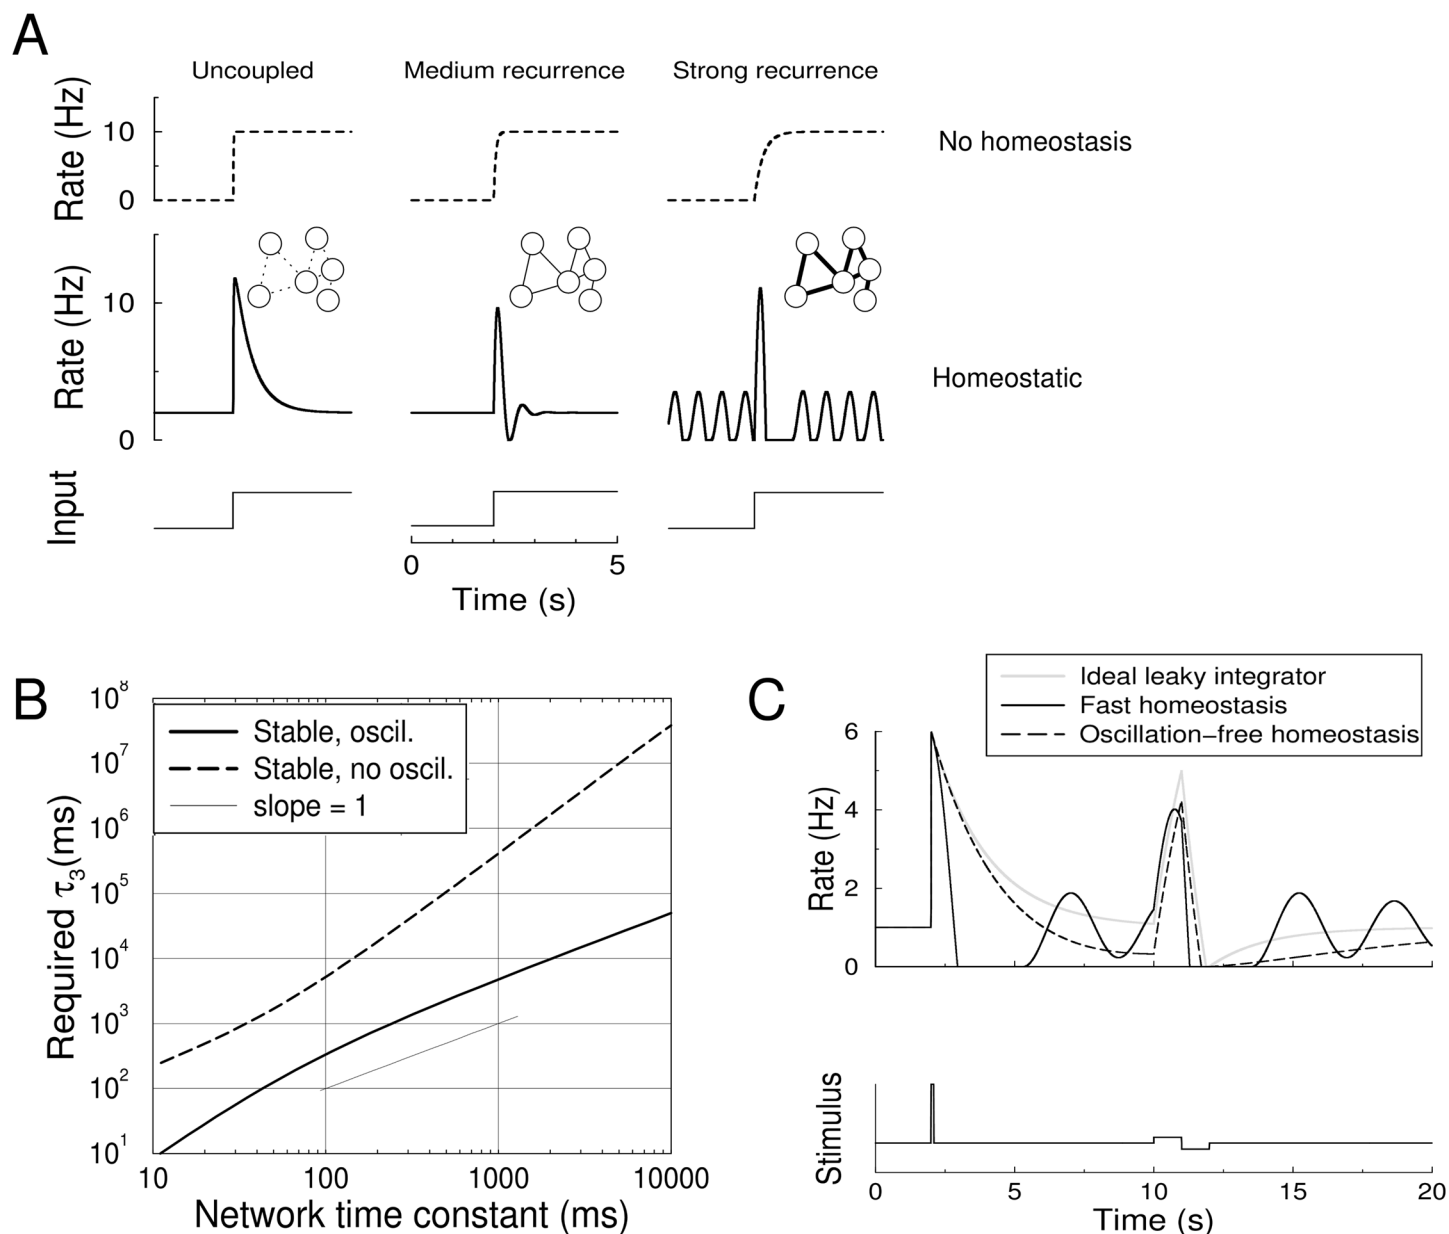 A
Uncoupled Medium recurrence Strong recurrence
Rate (Hz)
10
0
No homeostasis
Rate (Hz)
10
0
Homeostatic
Input
0 5
Time (s)
B
Required τ3(ms)
10^8
10^7
10^6
10^5
10^4
10^3
10^2
10^1
Stable, oscil.
Stable, no oscil.
slope = 1
10 100 1000 10000
Network time constant (ms)
C
Ideal leaky integrator
Fast homeostasis
Oscillation−free homeostasis
Rate (Hz)
6
4
2
0
Stimulus
0 5 10 15 20
Time (s)